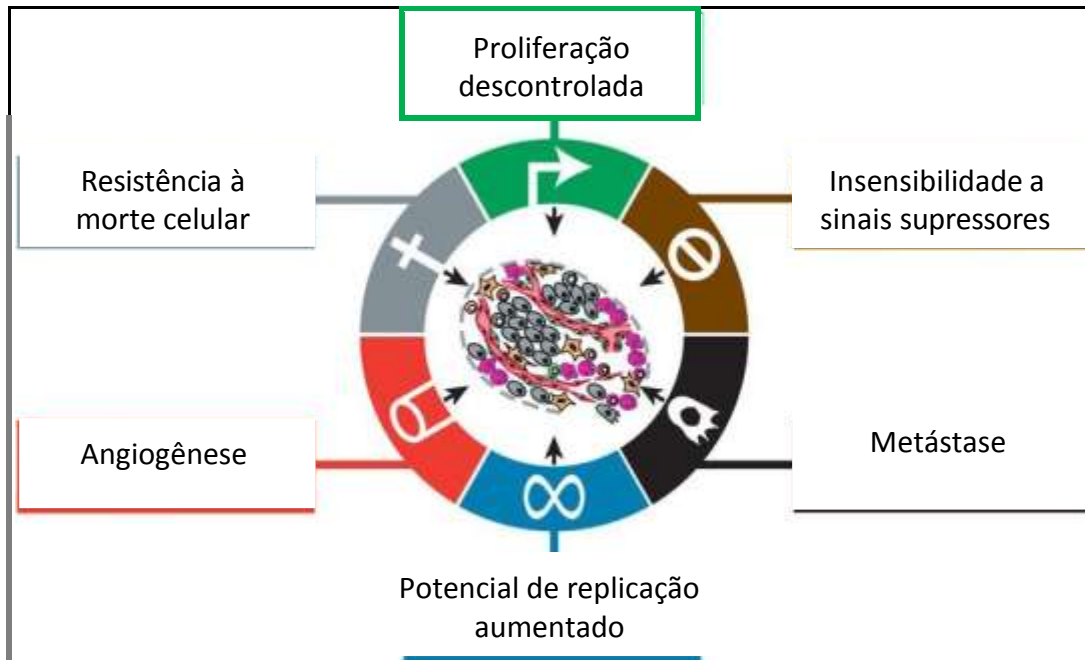 Proliferação
descontrolada
Resistência à
morte celular
Insensibilidade a
sinais supressores
Angiogênese
Metástase
Potencial de replicação
aumentado